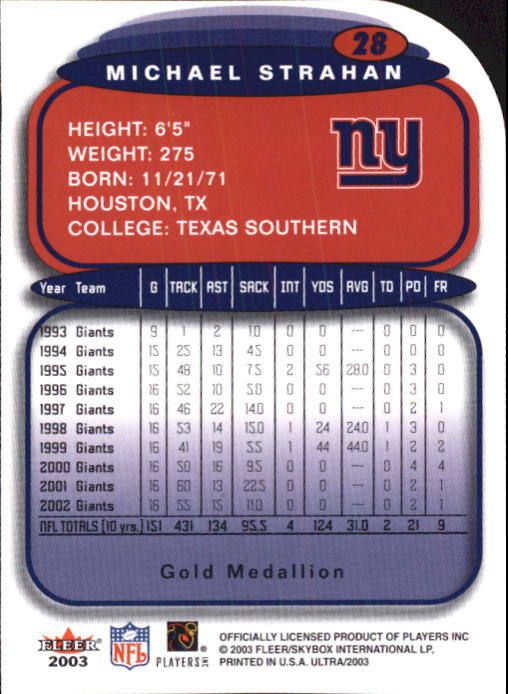 28
MICHAEL STRAHAN
HEIGHT: 6'5"
WEIGHT: 275
BORN: 11/21/71
HOUSTON, TX
COLLEGE: TEXAS SOUTHERN
ny
Year Team G TACK AST SACK INT YDS AVG TD PD FR
1993 Giants 9 1 2 1.0 0 0 --- 0 0 0
1994 Giants 15 25 13 4.5 0 0 --- 0 0 0
1995 Giants 15 48 10 7.5 2 56 28.0 0 3 0
1996 Giants 16 52 10 5.0 0 0 --- 0 3 0
1997 Giants 16 46 22 14.0 0 0 --- 0 2 1
1998 Giants 16 53 14 15.0 1 24 24.0 1 3 0
1999 Giants 16 41 19 5.5 1 44 44.0 1 2 2
2000 Giants 16 50 16 9.5 0 0 --- 0 4 4
2001 Giants 16 60 13 22.5 0 0 --- 0 2 1
2002 Giants 16 55 15 11.0 0 0 --- 0 2 1
NFL TOTALS (10 yrs.) 151 431 134 95.5 4 124 31.0 2 21 9
Gold Medallion
FLEER 2003
NFL
PLAYERS INC
OFFICIALLY LICENSED PRODUCT OF PLAYERS INC
© 2003 FLEER/SKYBOX INTERNATIONAL LP,
PRINTED IN U.S.A. ULTRA/2003